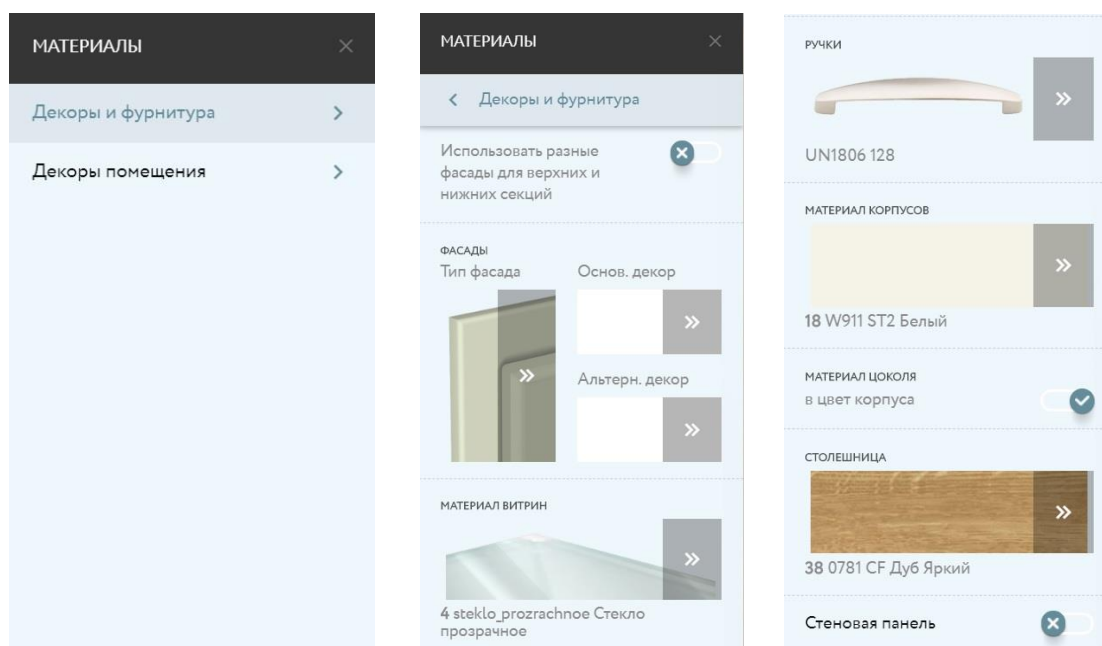 МАТЕРИАЛЫ
Декоры и фурнитура
Декоры помещения
МАТЕРИАЛЫ
Декоры и фурнитура
Использовать разные
фасады для верхних и
нижних секций
ФАСАДЫ
Тип фасада
Основ. декор
Альтерн. декор
МАТЕРИАЛ ВИТРИН
4 steklo_prozrachnoe Стекло
прозрачное
РУЧКИ
UN1806 128
МАТЕРИАЛ КОРПУСОВ
18 W911 ST2 Белый
МАТЕРИАЛ ЦОКОЛЯ
в цвет корпуса
СТОЛЕШНИЦА
38 0781 CF Дуб Яркий
Стеновая панель